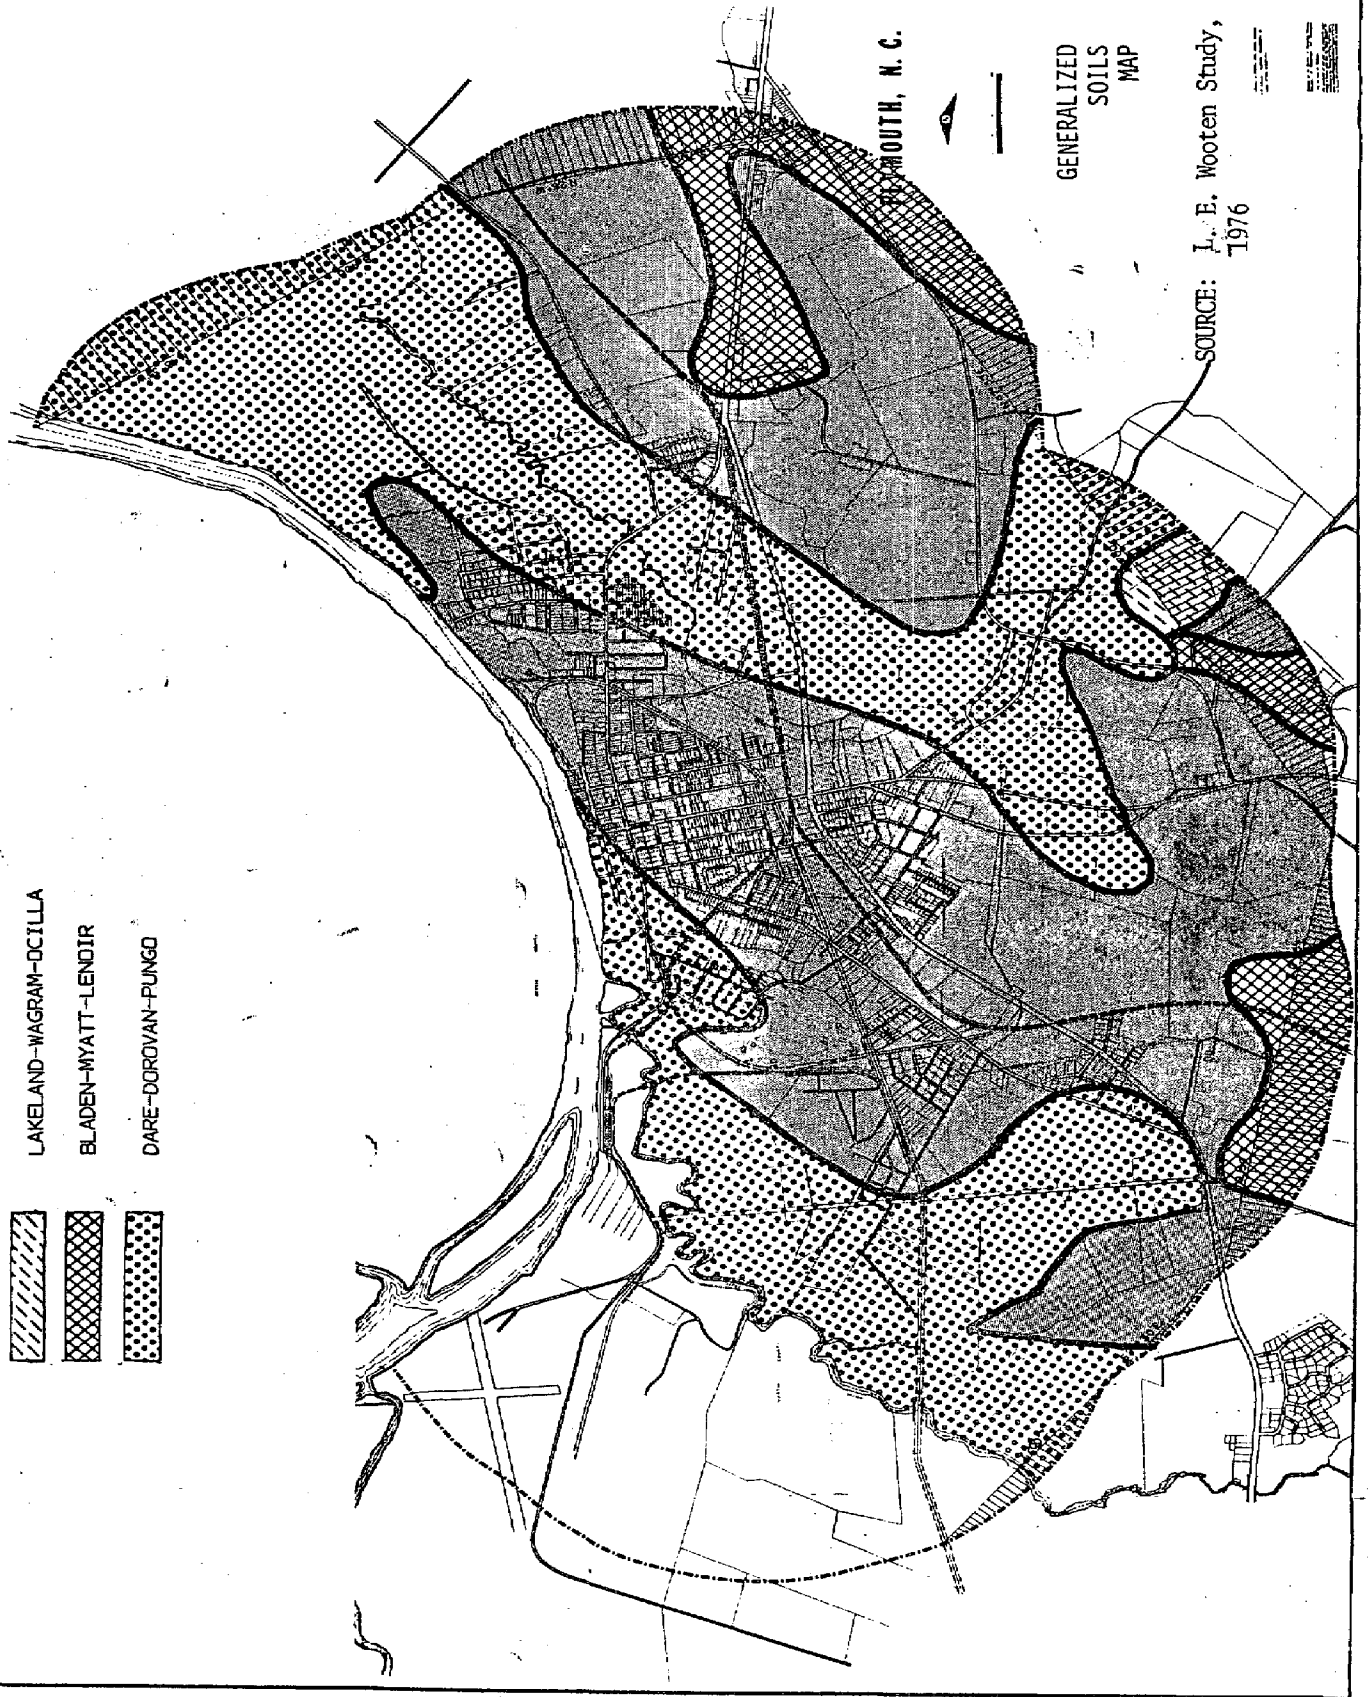 LAKELAND-WAGRAM-OCILLA
BLADEN-MYATT-LENOIR
DARE-DOROVAN-PUNGO
MOUTH, N. C.
GENERALIZED
SOILS
MAP
SOURCE: L. E. Wooten Study,
1976